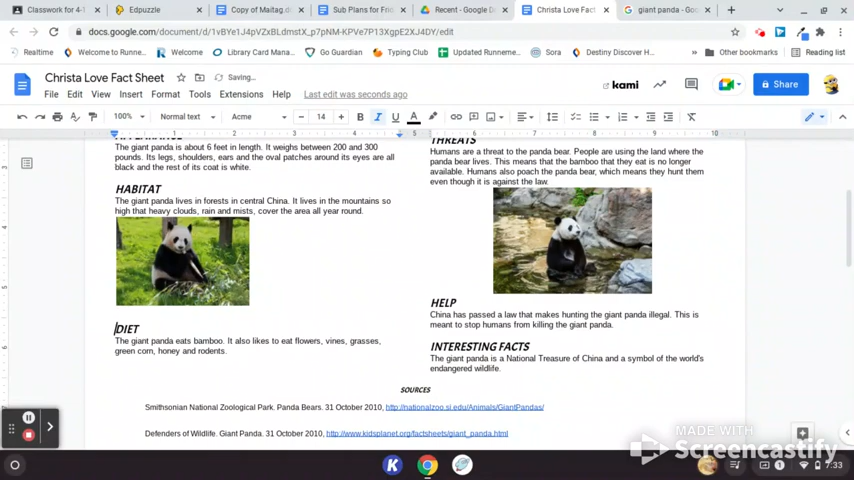 Classwork for 4-1
Edpuzzle
Copy of Maitag.d
Sub Plans for Frid
Recent - Google D
Christa Love Fact
giant panda - Goo
docs.google.com/document/d/1vBYe1J4pVZxBLdmstX_p7pNM-KPVe7P13XgpE2XJ4DY/edit
Realtime
Welcome to Runne...
Welcome
Library Card Manag...
Go Guardian
Typing Club
Updated Runneme...
Sora
Destiny Discover H...
Other bookmarks
Reading list
Christa Love Fact Sheet
Saving...
File Edit View Insert Format Tools Extensions Help
Last edit was seconds ago
kami
Share
100%
Normal text
Acme
14
The giant panda is about 6 feet in length. It weighs between 200 and 300
pounds. Its legs, shoulders, ears and the oval patches around its eyes are all
black and the rest of its coat is white.
HABITAT
The giant panda lives in forests in central China. It lives in the mountains so
high that heavy clouds, rain and mists, cover the area all year round.
DIET
The giant panda eats bamboo. It also likes to eat flowers, vines, grasses,
green corn, honey and rodents.
THREATS
Humans are a threat to the panda bear. People are using the land where the
panda bear lives. This means that the bamboo that they eat is no longer
available. Humans also poach the panda bear, which means they hunt them
even though it is against the law.
HELP
China has passed a law that makes hunting the giant panda illegal. This is
meant to stop humans from killing the giant panda.
INTERESTING FACTS
The giant panda is a National Treasure of China and a symbol of the world's
endangered wildlife.
SOURCES
Smithsonian National Zoological Park. Panda Bears. 31 October 2010, http://nationalzoo.si.edu/Animals/GiantPandas/
Defenders of Wildlife. Giant Panda. 31 October 2010, http://www.kidsplanet.org/factsheets/giant_panda.html
MADE WITH
Screencastify
7:33